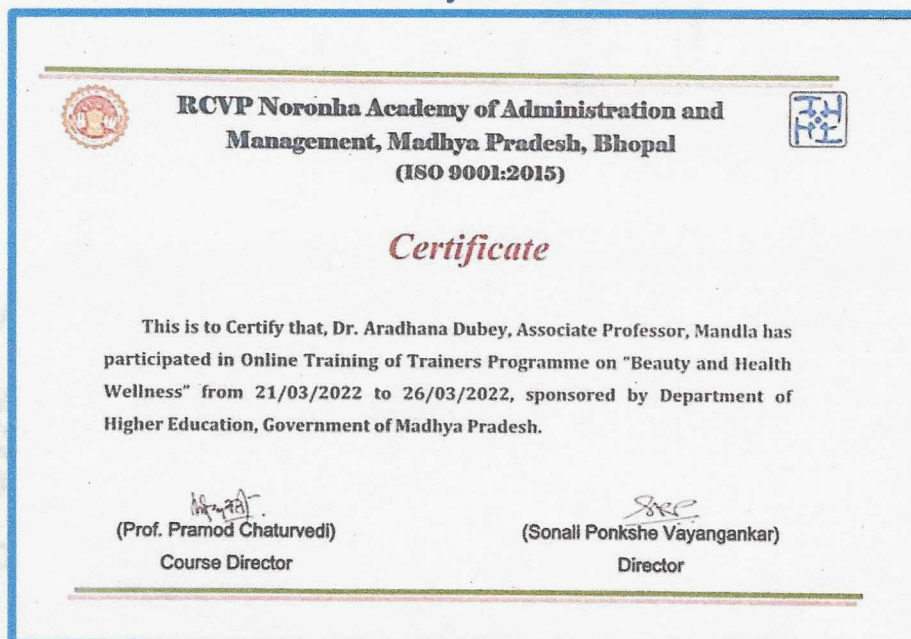 RCVP Noronha Academy of Administration and
Management, Madhya Pradesh, Bhopal
(ISO 9001:2015)
Certificate
This is to Certify that, Dr. Aradhana Dubey, Associate Professor, Mandla has
participated in Online Training of Trainers Programme on "Beauty and Health
Wellness" from 21/03/2022 to 26/03/2022, sponsored by Department of
Higher Education, Government of Madhya Pradesh.
(Prof. Pramod Chaturvedi)
Course Director
(Sonali Ponkshe Vayangankar)
Director